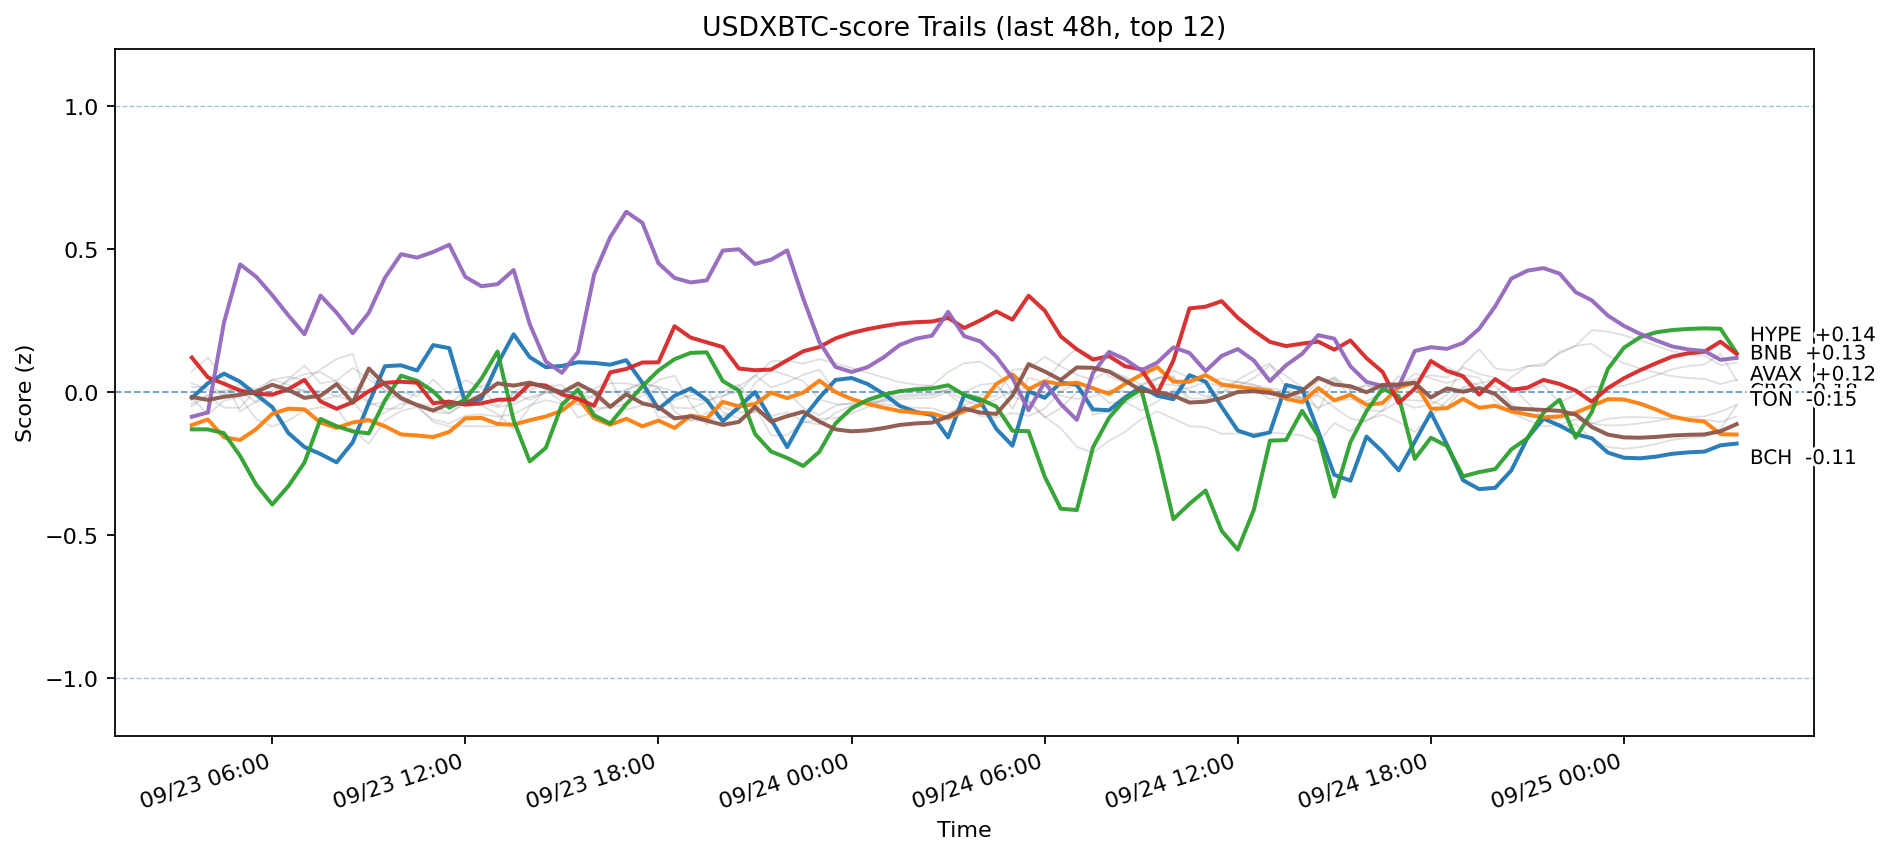 USDXBTC-score Trails (last 48h, top 12)
Score (z)
1.0
0.5
0.0
−0.5
−1.0
HYPE +0.14
BNB +0.13
AVAX +0.12
TON -0.15
BCH -0.11
09/23 06:00
09/23 12:00
09/23 18:00
09/24 00:00
09/24 06:00
09/24 12:00
09/24 18:00
09/25 00:00
Time